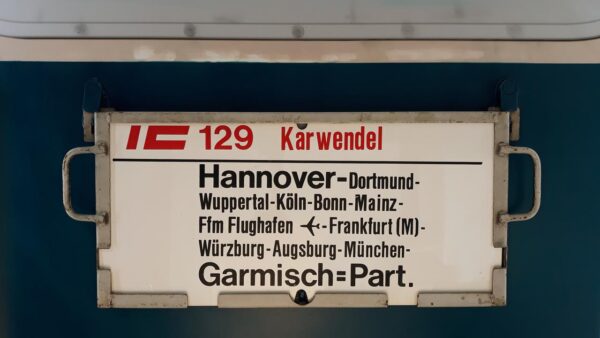 IC 129 Karwendel
Hannover-Dortmund-
Wuppertal-Köln-Bonn-Mainz-
Ffm Flughafen ✈-Frankfurt (M)-
Würzburg-Augsburg-München-
Garmisch=Part.